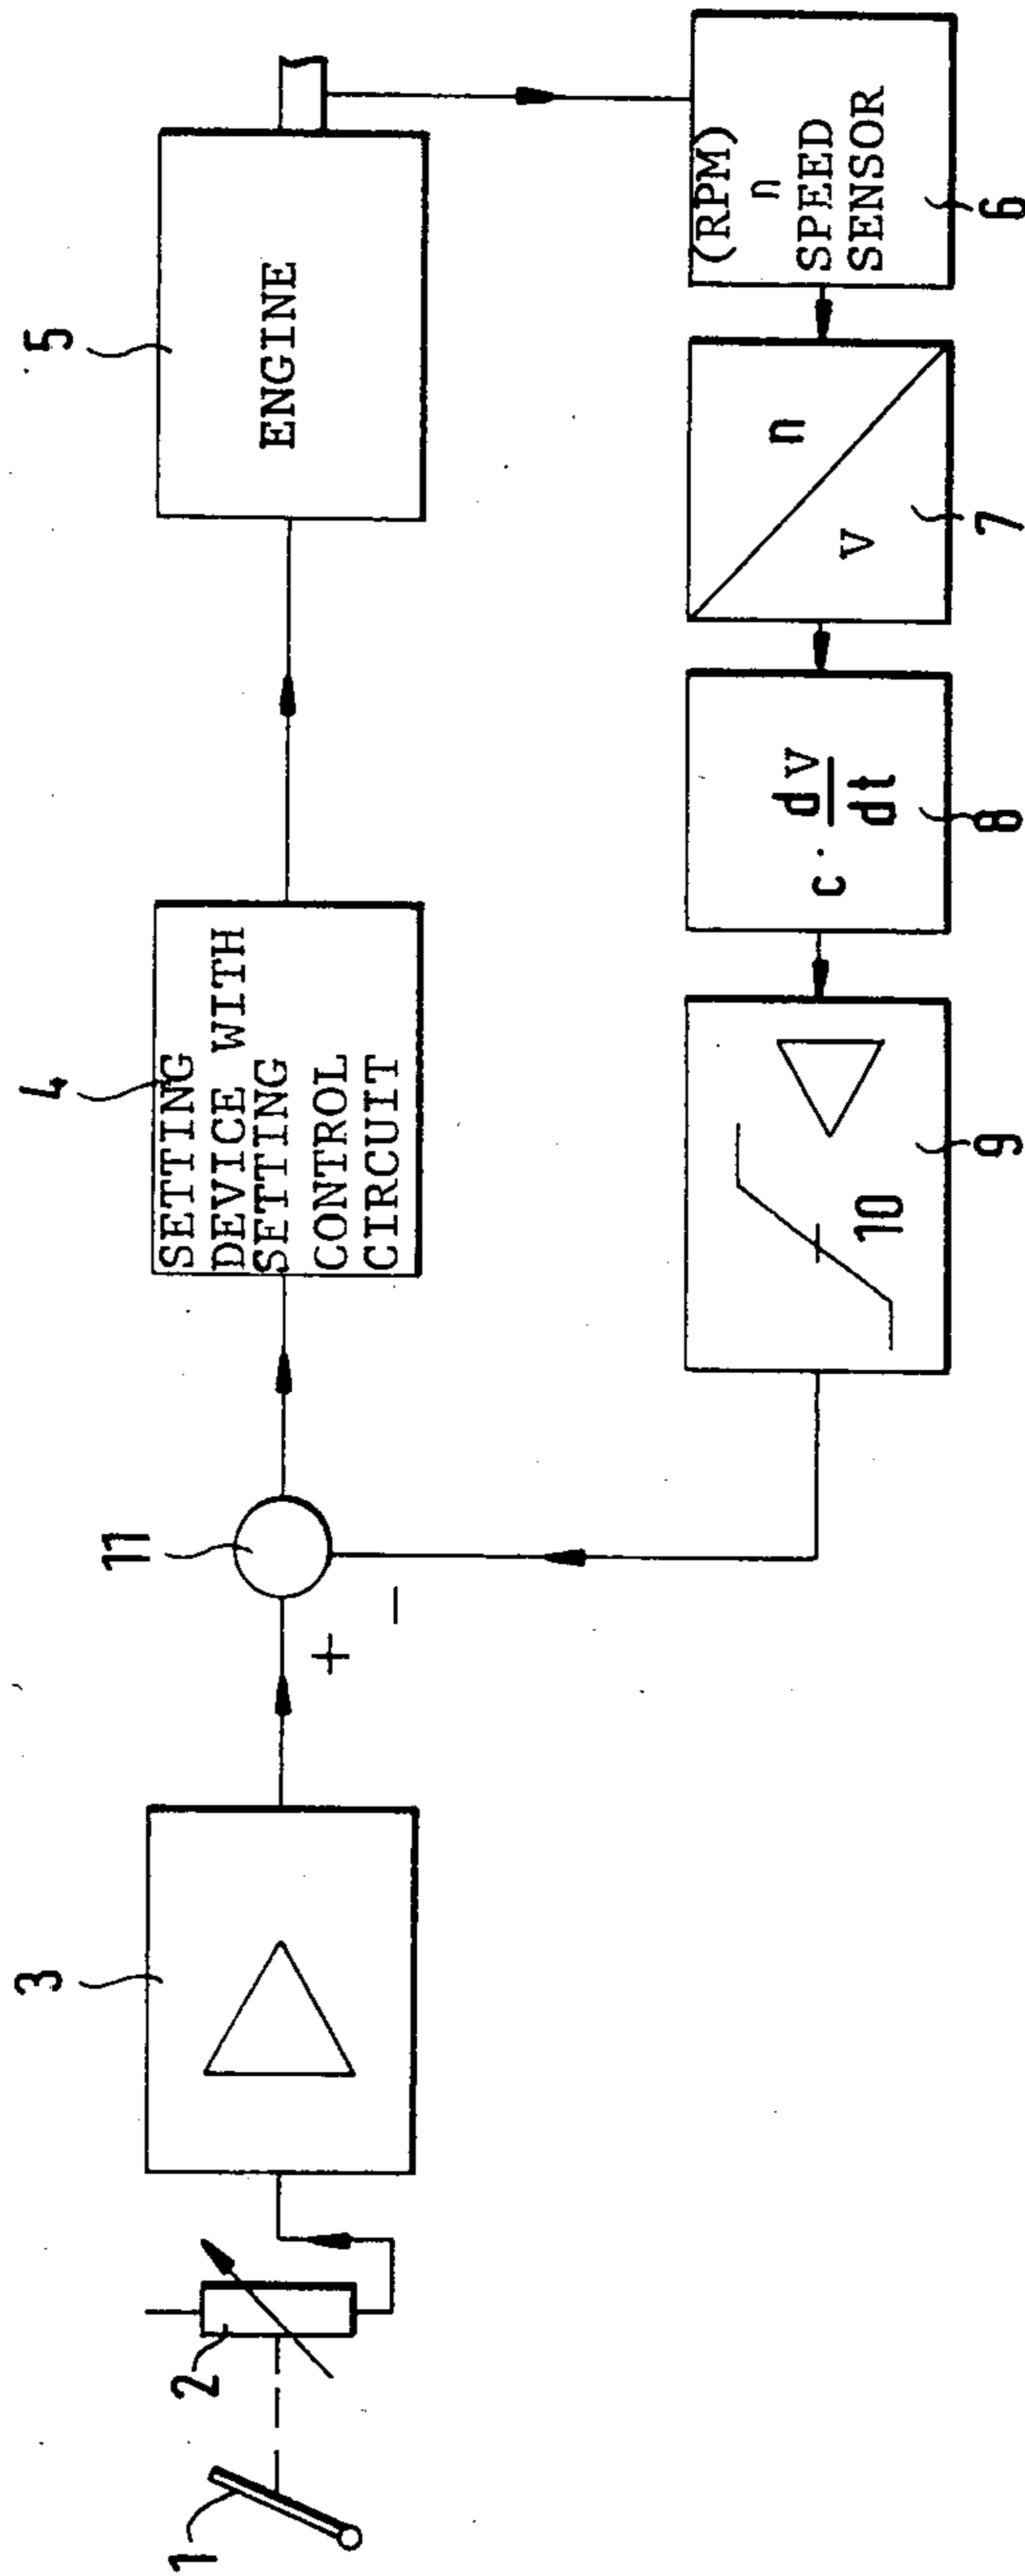 1
2
3
+
−
11
4
SETTING
DEVICE WITH
SETTING
CONTROL
CIRCUIT
5
ENGINE
(RPM)
n
SPEED
SENSOR
6
n
v
7
c · dv
dt
8
10
9